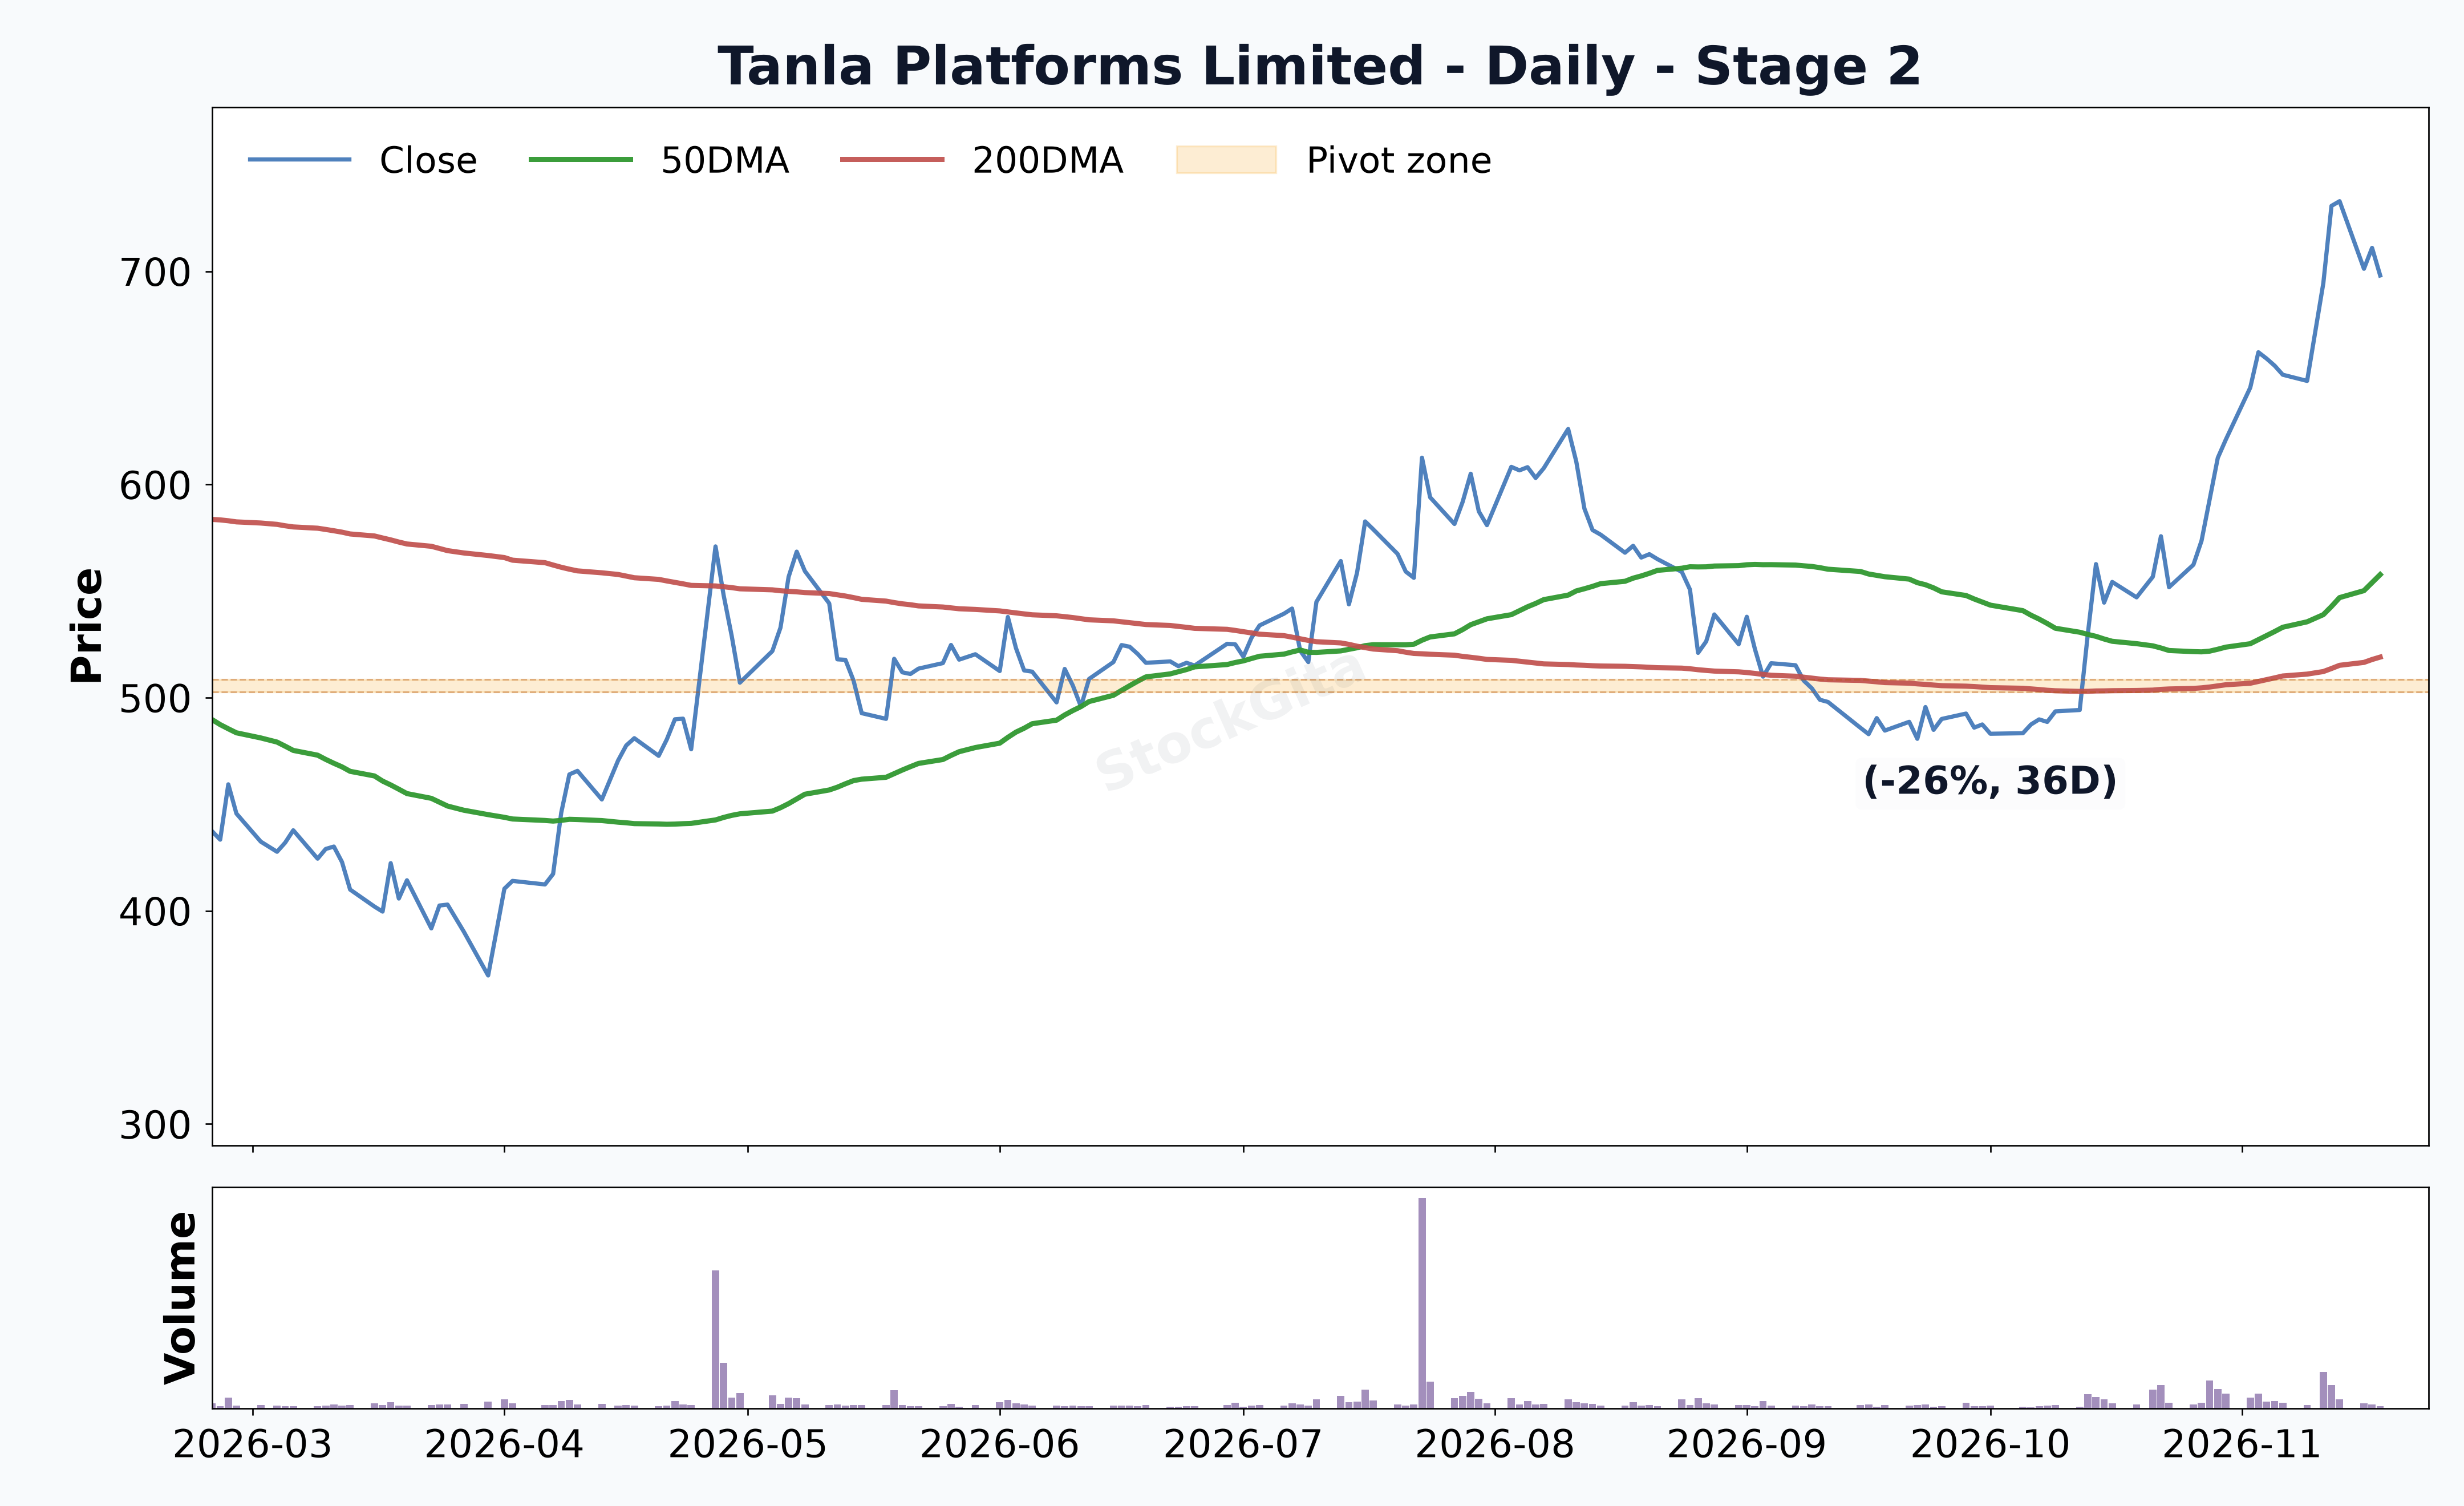 Tanla Platforms Limited - Daily - Stage 2
Close 50DMA 200DMA Pivot zone
Price
700
600
500
400
300
StockGita
(-26%, 36D)
Volume
2026-03 2026-04 2026-05 2026-06 2026-07 2026-08 2026-09 2026-10 2026-11